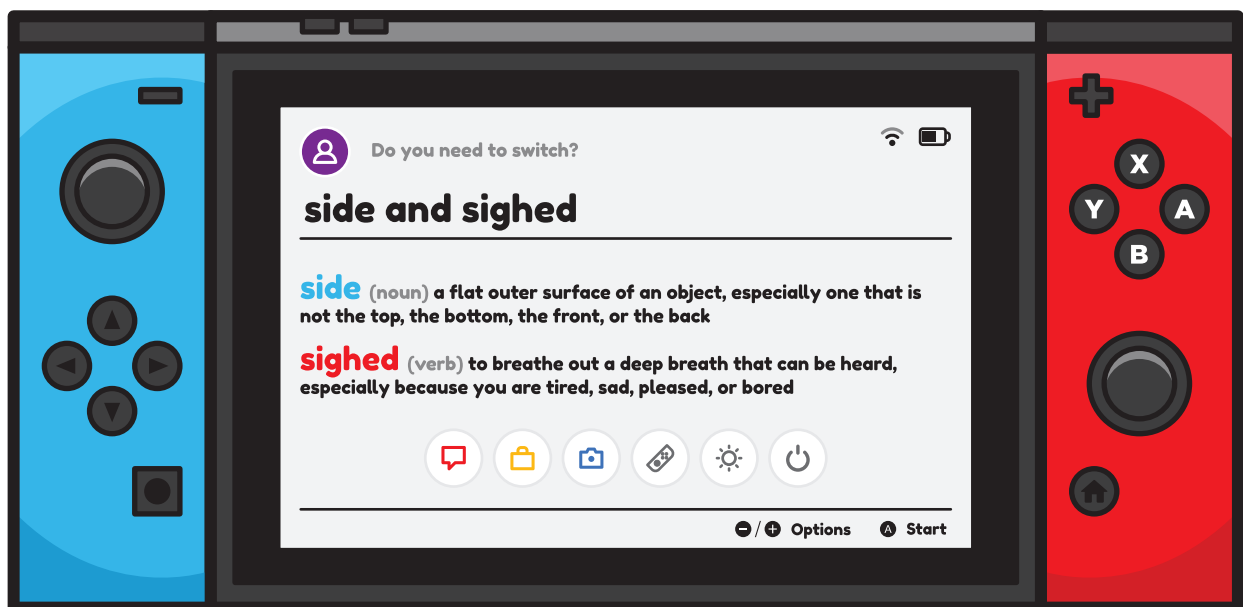 Do you need to switch?
side and sighed
side (noun) a flat outer surface of an object, especially one that is
not the top, the bottom, the front, or the back
sighed (verb) to breathe out a deep breath that can be heard,
especially because you are tired, sad, pleased, or bored
/ Options A Start
X
Y A
B